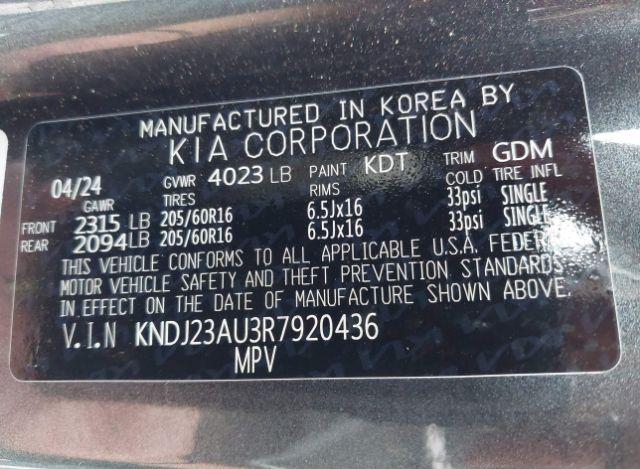 MANUFACTURED IN KOREA BY
KIA CORPORATION
04/24 GVWR 4023 LB PAINT KDT TRIM GDM
GAWR TIRES RIMS COLD TIRE INFL
FRONT 2315 LB 205/60R16 6.5Jx16 33psi SINGLE
REAR 2094 LB 205/60R16 6.5Jx16 33psi SINGLE
THIS VEHICLE CONFORMS TO ALL APPLICABLE U.S.A. FEDERAL
MOTOR VEHICLE SAFETY AND THEFT PREVENTION STANDARDS
IN EFFECT ON THE DATE OF MANUFACTURE SHOWN ABOVE.
V.I.N KNDJ23AU3R7920436
MPV